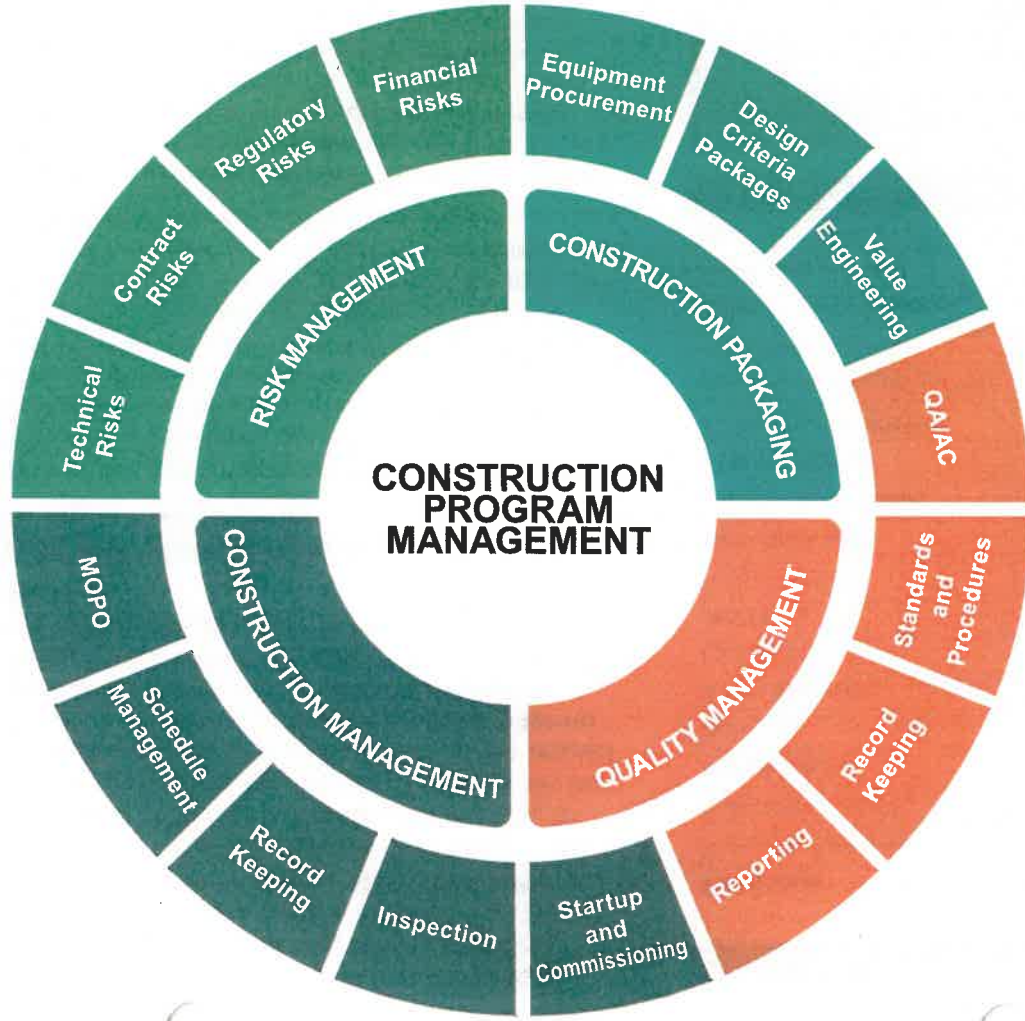 CONSTRUCTION
PROGRAM
MANAGEMENT
CONSTRUCTION PACKAGING
Equipment
Procurement
Design
Criteria
Packages
Value
Engineering
QUALITY MANAGEMENT
QA/AC
Standards
and
Procedures
Record
Keeping
Reporting
CONSTRUCTION MANAGEMENT
Startup
and
Commissioning
Inspection
Record
Keeping
Schedule
Management
MOPO
RISK MANAGEMENT
Technical
Risks
Contract
Risks
Regulatory
Risks
Financial
Risks